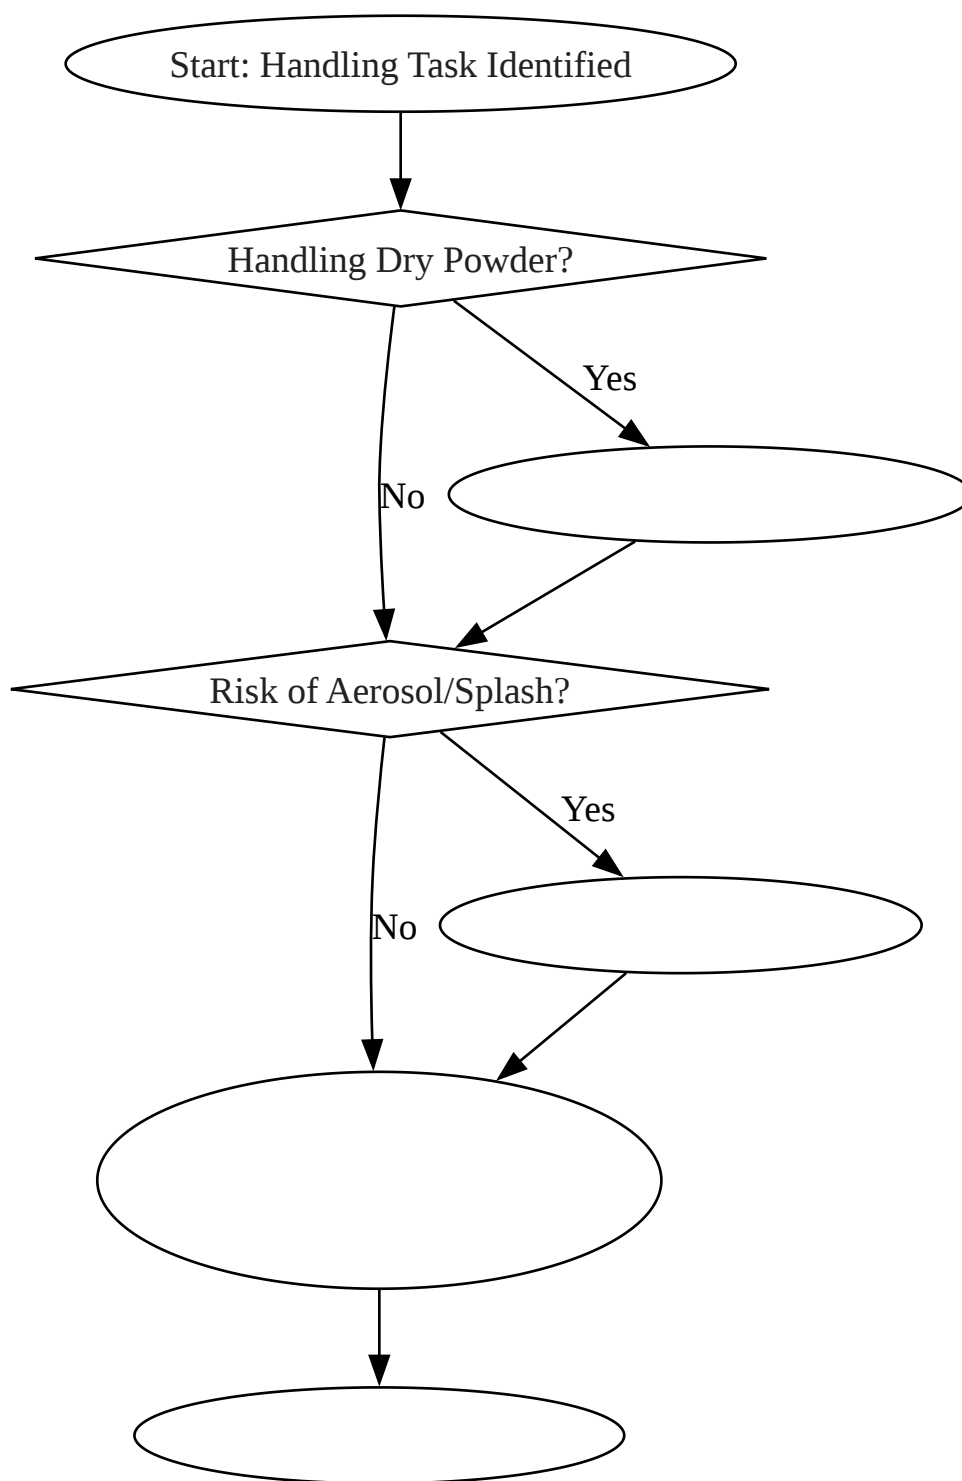 Start: Handling Task Identified
Handling Dry Powder?
Yes
No
Risk of Aerosol/Splash?
Yes
No